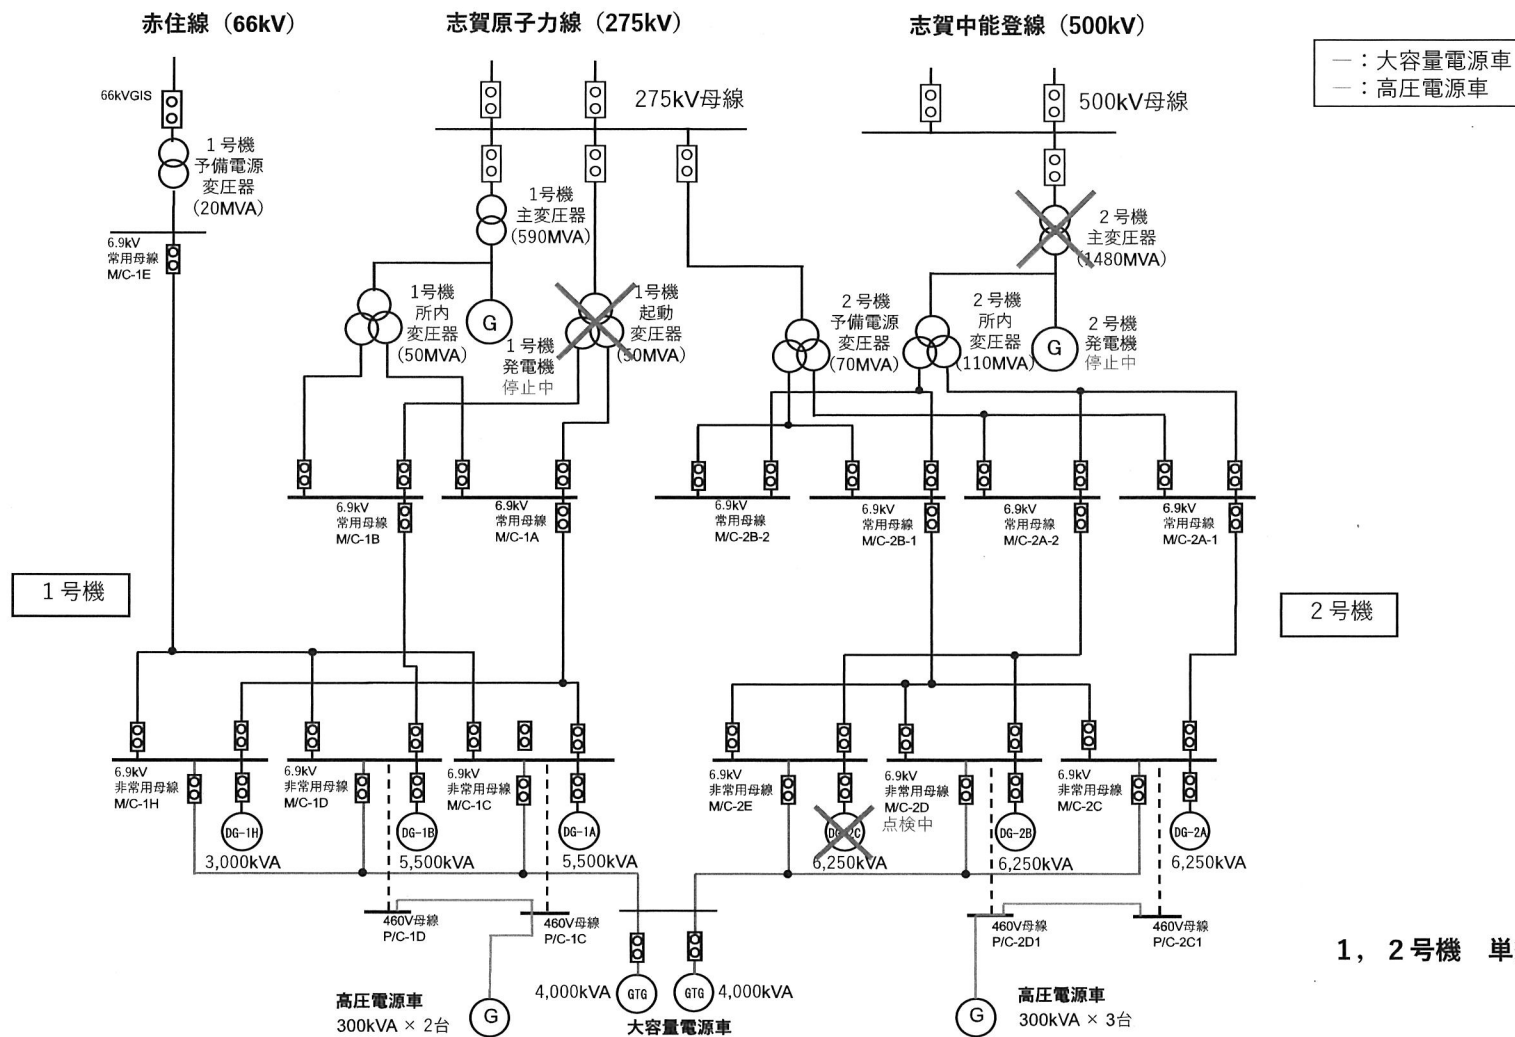 赤住線（66kV）
志賀原子力線（275kV）
志賀中能登線（500kV）
―：大容量電源車
―：高圧電源車
66kVGIS
275kV母線
500kV母線
１号機
予備電源
変圧器
(20MVA)
1号機
主変圧器
(590MVA)
２号機
主変圧器
(1480MVA)
6.9kV
常用母線
M/C-1E
1号機
所内
変圧器
(50MVA)
G
１号機
発電機
停止中
1号機
起動
変圧器
(50MVA)
２号機
予備電源
変圧器
(70MVA)
２号機
所内
変圧器
(110MVA)
G
２号機
発電機
停止中
6.9kV
常用母線
M/C-1B
6.9kV
常用母線
M/C-1A
6.9kV
常用母線
M/C-2B-2
6.9kV
常用母線
M/C-2B-1
6.9kV
常用母線
M/C-2A-2
6.9kV
常用母線
M/C-2A-1
１号機
２号機
6.9kV
非常用母線
M/C-1H
6.9kV
非常用母線
M/C-1D
6.9kV
非常用母線
M/C-1C
6.9kV
非常用母線
M/C-2E
6.9kV
非常用母線
M/C-2D
点検中
6.9kV
非常用母線
M/C-2C
DG-1H
3,000kVA
DG-1B
5,500kVA
DG-1A
5,500kVA
DG-2C
6,250kVA
DG-2B
6,250kVA
DG-2A
6,250kVA
460V母線
P/C-1D
460V母線
P/C-1C
460V母線
P/C-2D1
460V母線
P/C-2C1
高圧電源車
300kVA × 2台
G
4,000kVA
GTG
GTG
4,000kVA
大容量電源車
G
高圧電源車
300kVA × 3台
1，２号機　単